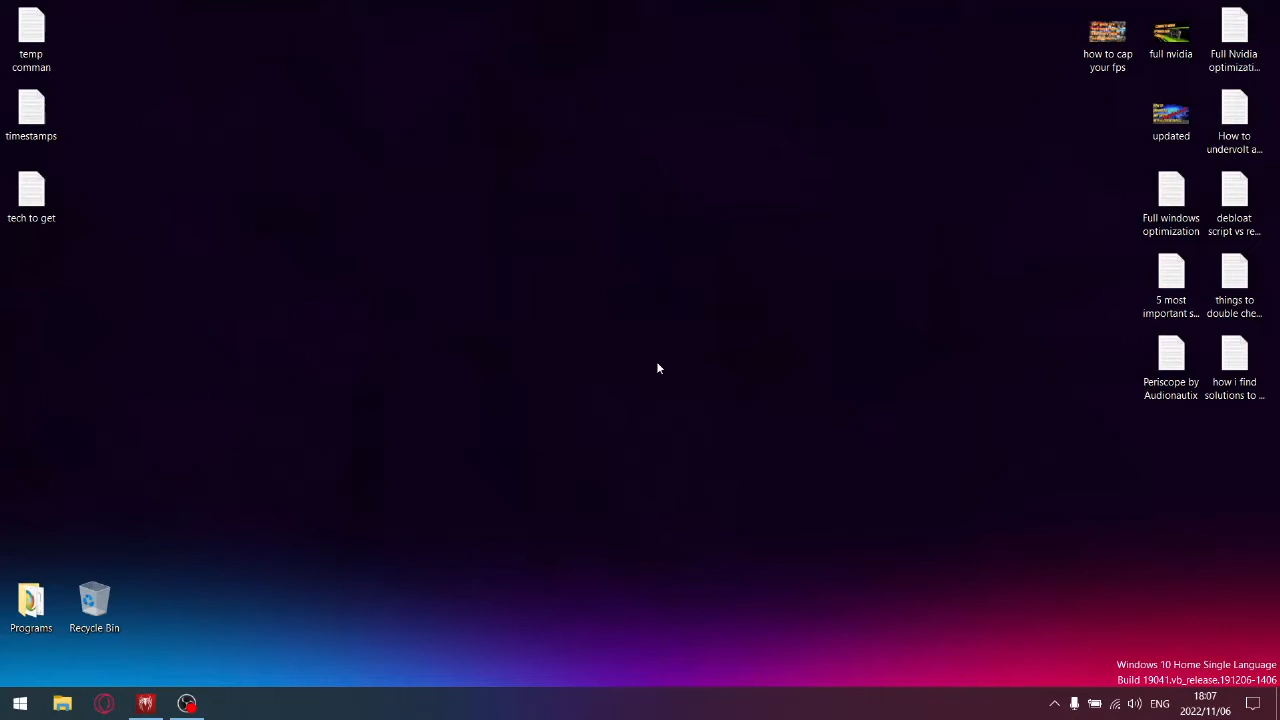 temp
comman
timestamps
tech to get
how to cap
your fps
full nvidia
Full Nvidia
optimizati...
updated
How to
undervolt a...
Full windows
optimization
debloat
script vs re...
5 most
important s...
things to
double che...
Periscope by
Audionautix
how i find
solutions to ...
Programs
Recycle Bin
Windows 10 Home Single Language
Build 19041.vb_release.191206-1406
ENG
18:07
2022/11/06